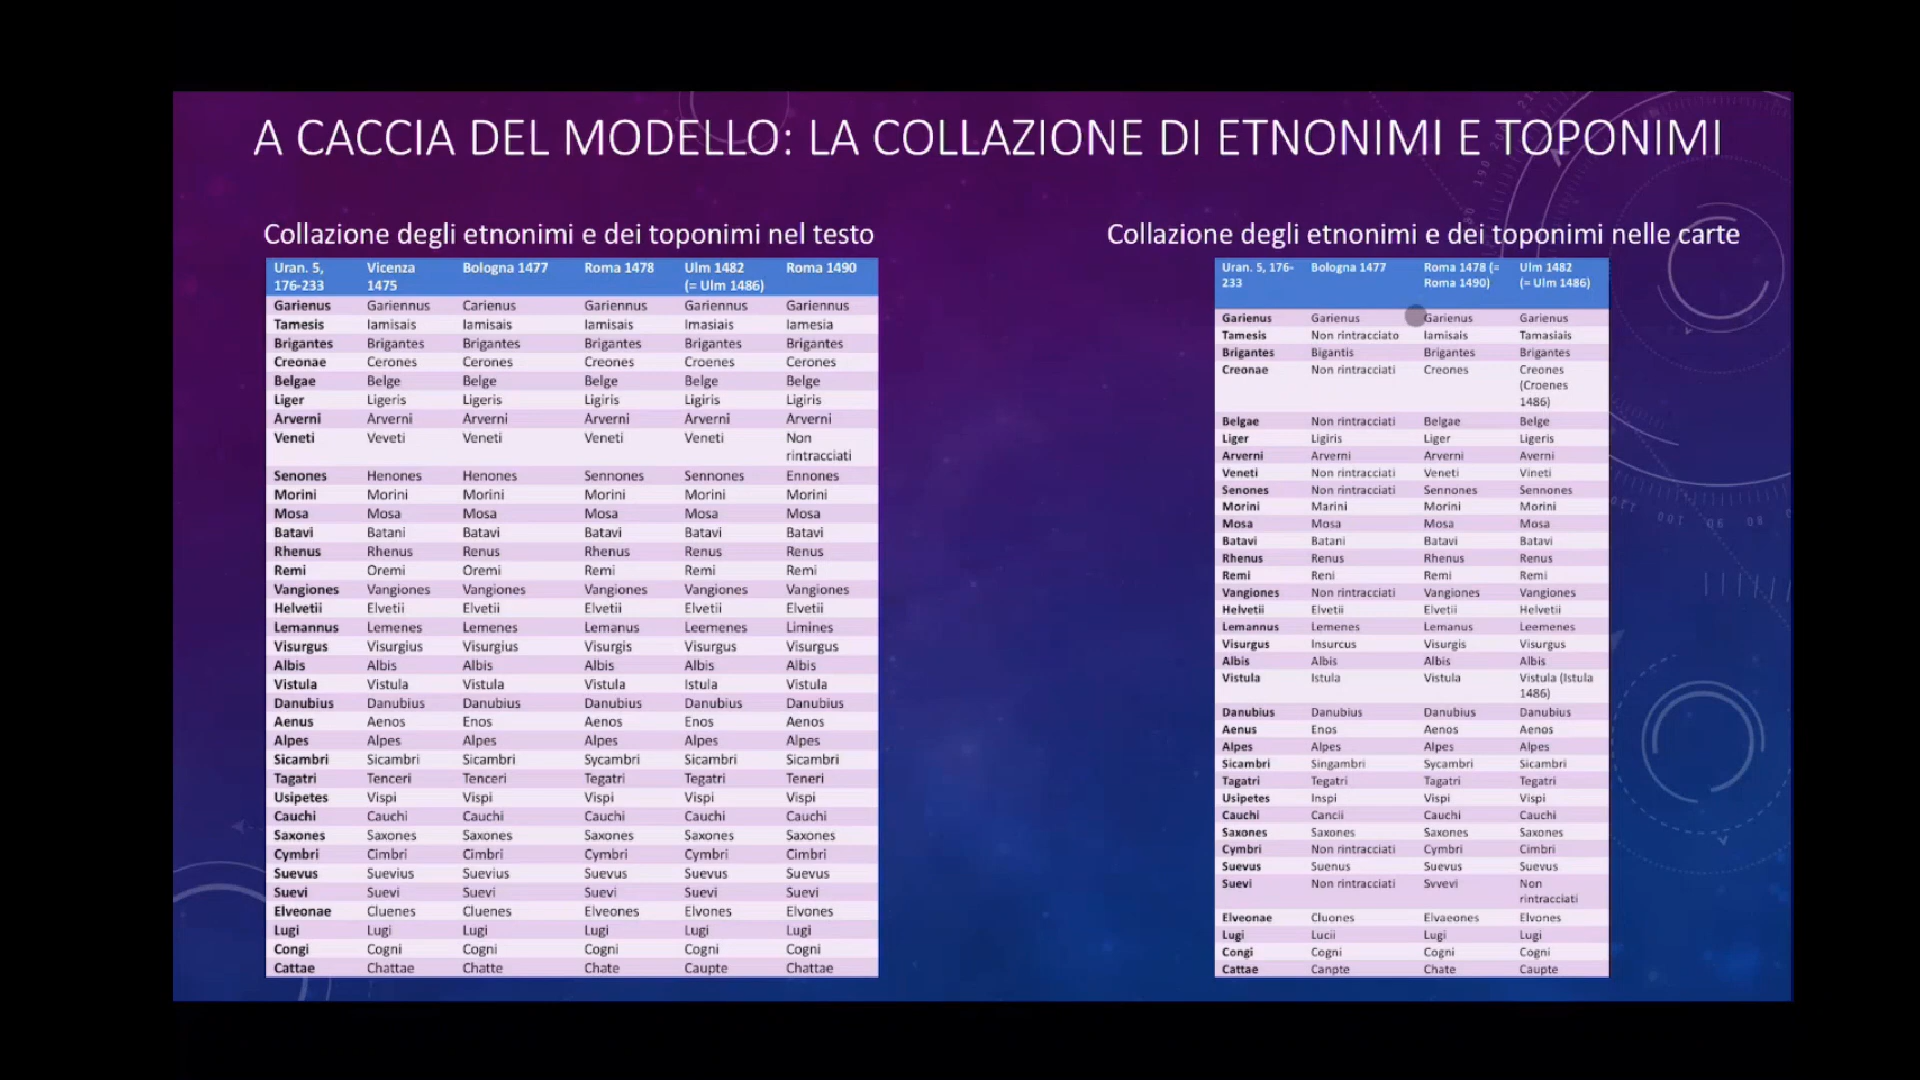 A CACCIA DEL MODELLO: LA COLLAZIONE DI ETNONIMI E TOPONIMI
Collazione degli etnonimi e dei toponimi nel testo
Uran. 5, 176-233 Vicenza 1475 Bologna 1477 Roma 1478 Ulm 1482 (= Ulm 1486) Roma 1490
Garienus Gariennus Carienus Gariennus Gariennus Gariennus
Tamesis Iamisais Iamisais Iamisais Imasiais Iamesia
Brigantes Brigantes Brigantes Brigantes Brigantes Brigantes
Creonae Cerones Cerones Creones Croenes Cerones
Belgae Belge Belge Belge Belge Belge
Liger Ligeris Ligeris Ligiris Ligiris Ligiris
Arverni Arverni Arverni Arverni Arverni Arverni
Veneti Veveti Veneti Veneti Veneti Non rintracciati
Senones Henones Henones Sennones Sennones Ennones
Morini Morini Morini Morini Morini Morini
Mosa Mosa Mosa Mosa Mosa Mosa
Batavi Batani Batavi Batavi Batavi Batavi
Rhenus Rhenus Renus Rhenus Renus Renus
Remi Oremi Oremi Remi Remi Remi
Vangiones Vangiones Vangiones Vangiones Vangiones Vangiones
Helvetii Elvetii Elvetii Elvetii Elvetii Elvetii
Lemannus Lemenes Lemenes Lemanus Leemenes Limines
Visurgus Visurgius Visurgius Visurgis Visurgus Visurgus
Albis Albis Albis Albis Albis Albis
Vistula Vistula Vistula Vistula Istula Vistula
Danubius Danubius Danubius Danubius Danubius Danubius
Aenus Aenos Enos Aenos Enos Aenos
Alpes Alpes Alpes Alpes Alpes Alpes
Sicambri Sicambri Sicambri Sycambri Sicambri Sicambri
Tagatri Tenceri Tenceri Tegatri Tegatri Teneri
Usipetes Vispi Vispi Vispi Vispi Vispi
Cauchi Cauchi Cauchi Cauchi Cauchi Cauchi
Saxones Saxones Saxones Saxones Saxones Saxones
Cymbri Cimbri Cimbri Cymbri Cymbri Cimbri
Suevus Suevius Suevius Suevus Suevus Suevus
Suevi Suevi Suevi Suevi Suevi Suevi
Elveonae Cluenes Cluenes Elveones Elvones Elvones
Lugi Lugi Lugi Lugi Lugi Lugi
Congi Cogni Cogni Cogni Cogni Cogni
Cattae Chattae Chatte Chate Caupte Chattae
Collazione degli etnonimi e dei toponimi nelle carte
Uran. 5, 176-233 Bologna 1477 Roma 1478 (= Roma 1490) Ulm 1482 (= Ulm 1486)
Garienus Garienus Garienus Garienus
Tamesis Non rintracciato Iamisais Tamasiais
Brigantes Bigantis Brigantes Brigantes
Creonae Non rintracciati Creones Creones (Croenes 1486)
Belgae Non rintracciati Belgae Belge
Liger Ligiris Liger Ligeris
Arverni Arverni Arverni Averni
Veneti Non rintracciati Veneti Vineti
Senones Non rintracciati Sennones Sennones
Morini Marini Morini Morini
Mosa Mosa Mosa Mosa
Batavi Batani Batavi Batavi
Rhenus Renus Rhenus Renus
Remi Reni Remi Remi
Vangiones Non rintracciati Vangiones Vangiones
Helvetii Elvetii Elvetii Helvetii
Lemannus Lemenes Lemanus Leemenes
Visurgus Insurcus Visurgis Visurgus
Albis Albis Albis Albis
Vistula Istula Vistula Vistula (Istula 1486)
Danubius Danubius Danubius Danubius
Aenus Enos Aenos Aenos
Alpes Alpes Alpes Alpes
Sicambri Singambri Sycambri Sicambri
Tagatri Tegatri Tagatri Tegatri
Usipetes Inspi Vispi Vispi
Cauchi Cancii Cauchi Cauchi
Saxones Saxones Saxones Saxones
Cymbri Non rintracciati Cymbri Cimbri
Suevus Suenus Suevus Suevus
Suevi Non rintracciati Svvevi Non rintracciati
Elveonae Cluones Elvaeones Elvones
Lugi Lucii Lugi Lugi
Congi Cogni Cogni Cogni
Cattae Canpte Chate Caupte